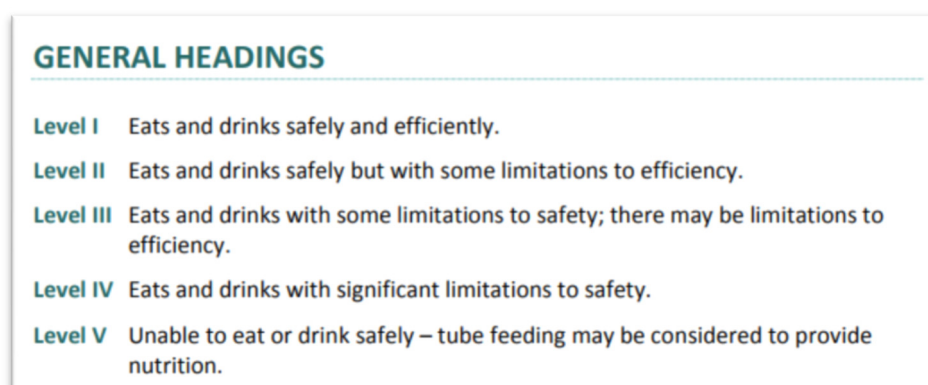 GENERAL HEADINGS
Level I Eats and drinks safely and efficiently.
Level II Eats and drinks safely but with some limitations to efficiency.
Level III Eats and drinks with some limitations to safety; there may be limitations to
efficiency.
Level IV Eats and drinks with significant limitations to safety.
Level V Unable to eat or drink safely – tube feeding may be considered to provide
nutrition.